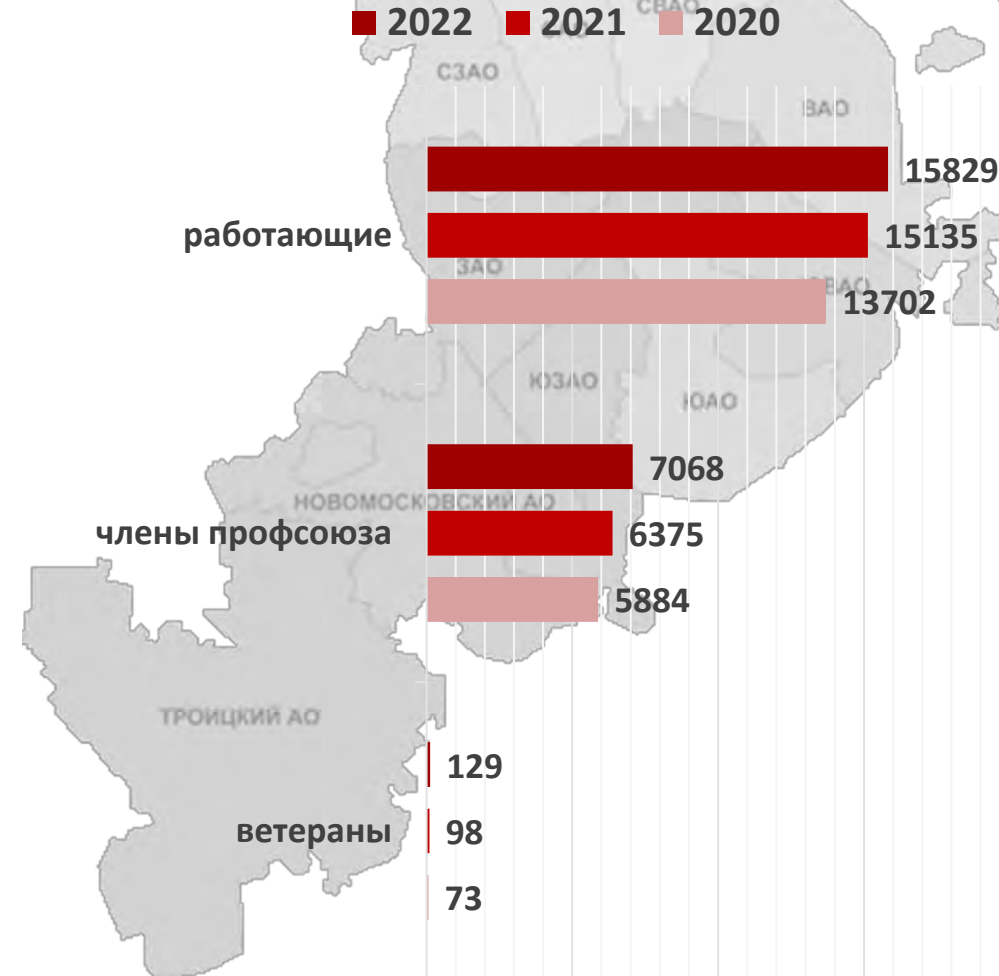 СВАО
2022 2021 2020
СЗАО
ВАО
15829
работающие
15135
ЗАО
13702
ЮЗАО
ЮАО
7068
НОВОМОСКОВСКИЙ АО
члены профсоюза
6375
5884
ТРОИЦКИЙ АО
129
ветераны
98
73